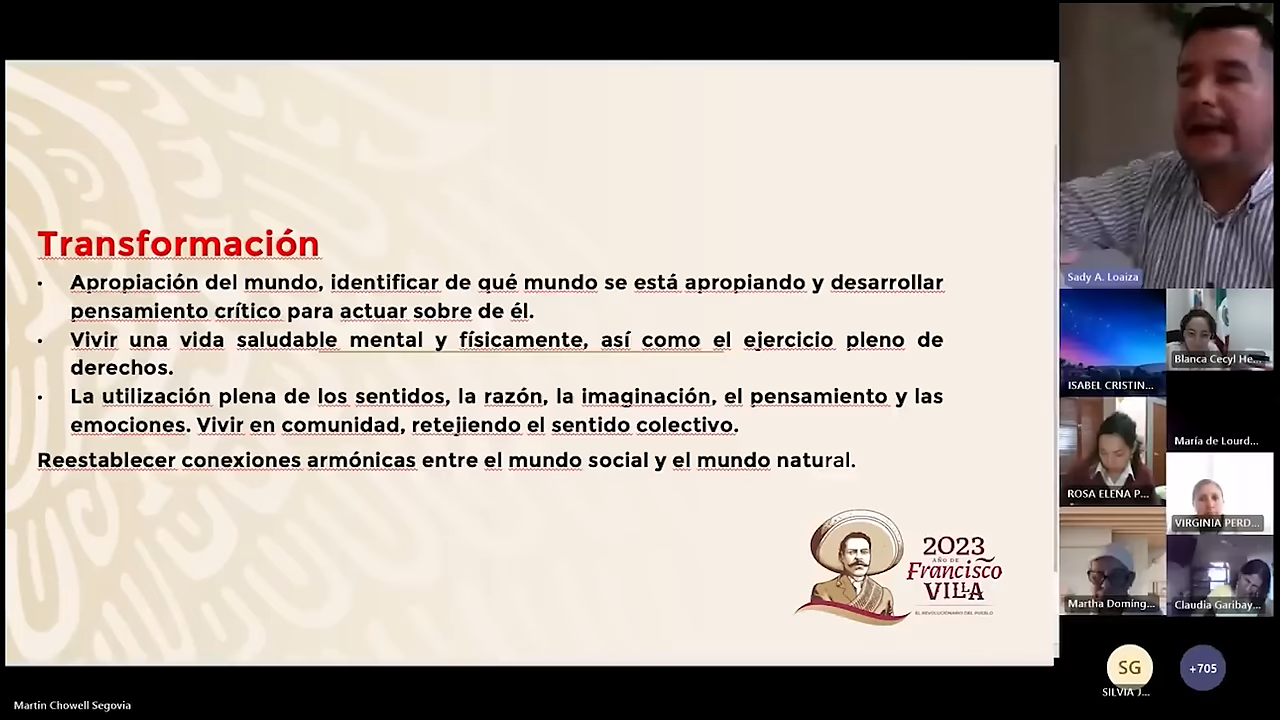 Transformación
• Apropiación del mundo, identificar de qué mundo se está apropiando y desarrollar
pensamiento crítico para actuar sobre de él.
• Vivir una vida saludable mental y físicamente, así como el ejercicio pleno de
derechos.
• La utilización plena de los sentidos, la razón, la imaginación, el pensamiento y las
emociones. Vivir en comunidad, retejiendo el sentido colectivo.
Reestablecer conexiones armónicas entre el mundo social y el mundo natural.
2023
AÑO DE
Francisco
VILLA
EL REVOLUCIONARIO DEL PUEBLO
Sady A. Loaiza
ISABEL CRISTIN...
Blanca Cecyl He...
María de Lourd...
ROSA ELENA P...
VIRGINIA PERD...
Martha Domíng...
Claudia Garibay...
SG
SILVIA J...
+705
Martin Chowell Segovia